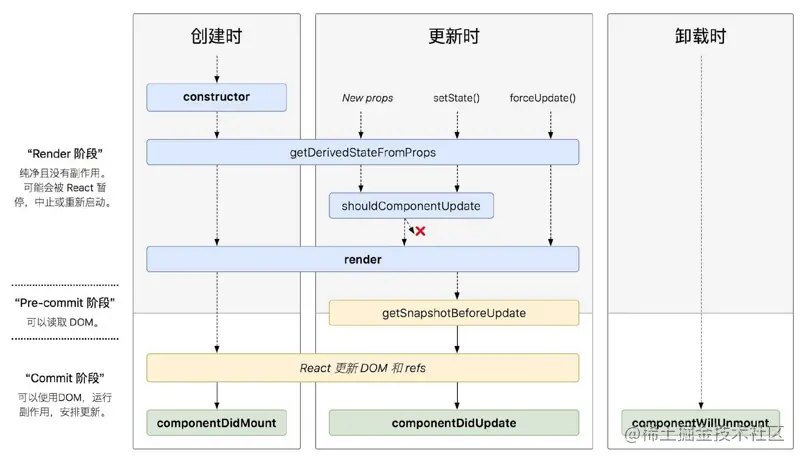 创建时
更新时
卸载时
constructor
New props
setState()
forceUpdate()
“Render 阶段”
纯净且没有副作用。
可能会被 React 暂
停，中止或重新启动。
getDerivedStateFromProps
shouldComponentUpdate
render
“Pre-commit 阶段”
可以读取 DOM。
getSnapshotBeforeUpdate
“Commit 阶段”
可以使用DOM，运行
副作用，安排更新。
React 更新 DOM 和 refs
componentDidMount
componentDidUpdate
componentWillUnmount
@稀土掘金技术社区